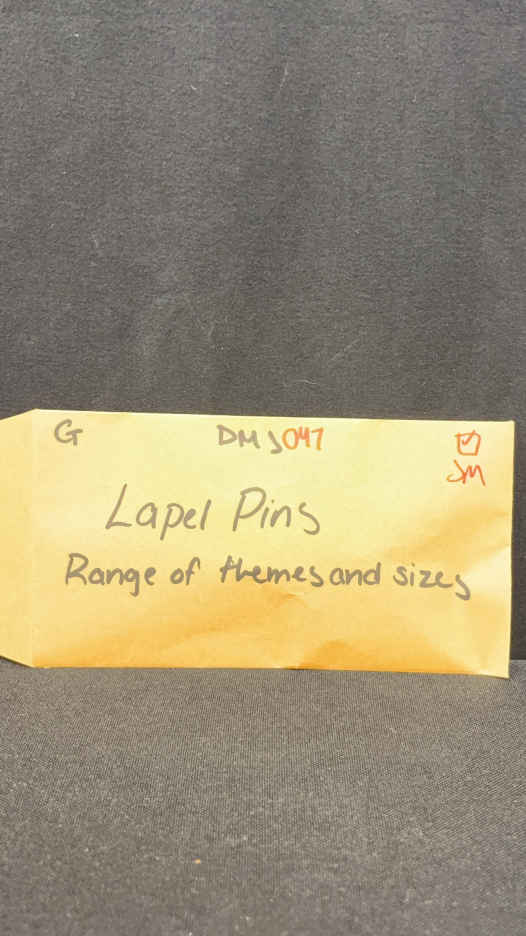 G DMJ047 ☑
JM
Lapel Pins
Range of themes and sizes